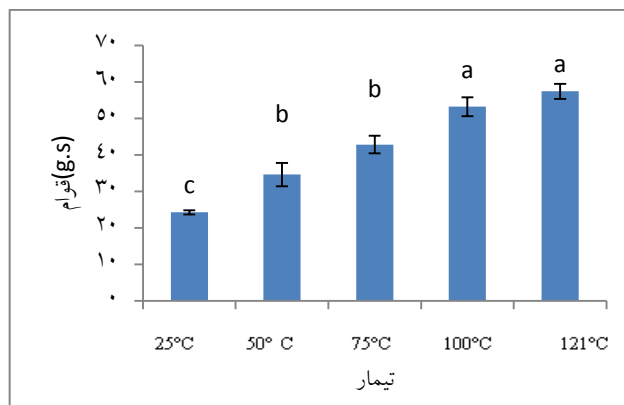 ۷۰
۶۰
۵۰
۴۰
۳۰
۲۰
۱۰
۰
قوام(g.s)
c
b
b
a
a
25°C
50° C
75°C
100°C
121°C
تیمار